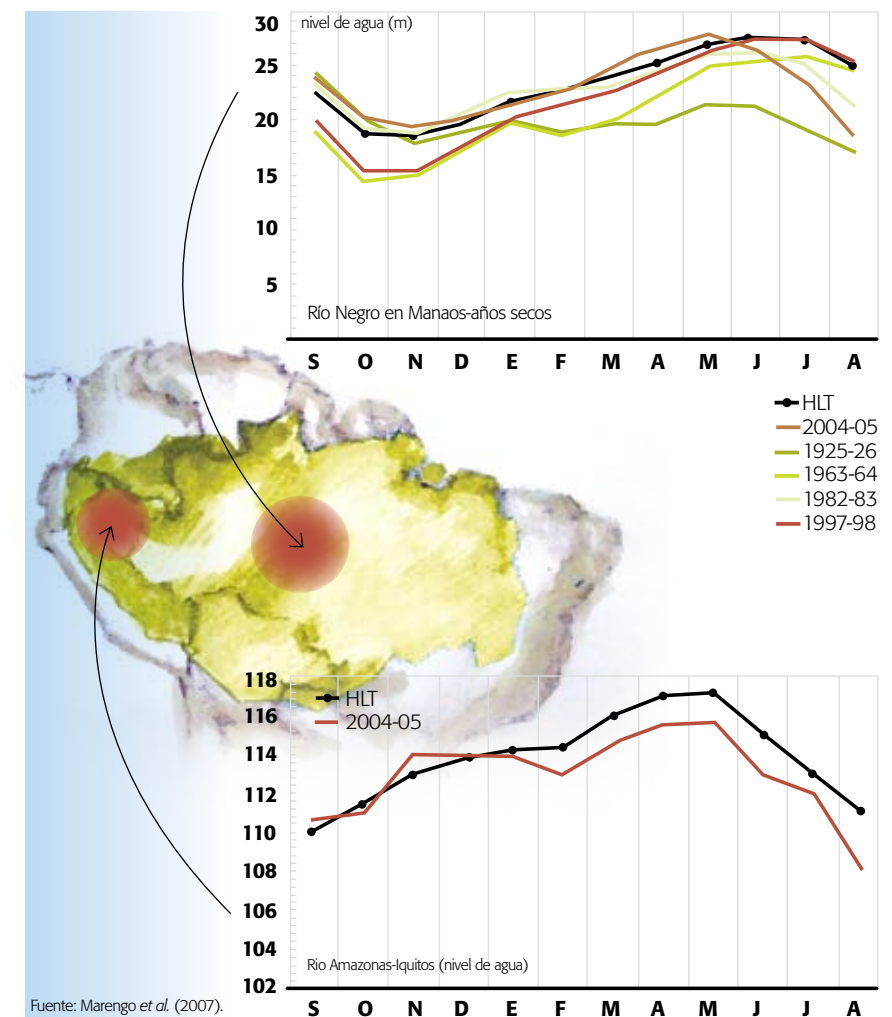 30
nivel de agua (m)
25
20
15
10
5
Río Negro en Manaos-años secos
S O N D E F M A M J J A
HLT
2004-05
1925-26
1963-64
1982-83
1997-98
118
HLT
116
2004-05
114
112
110
108
106
104
Rio Amazonas-Iquitos (nivel de agua)
102
S O N D E F M A M J J A
Fuente: Marengo et al. (2007).